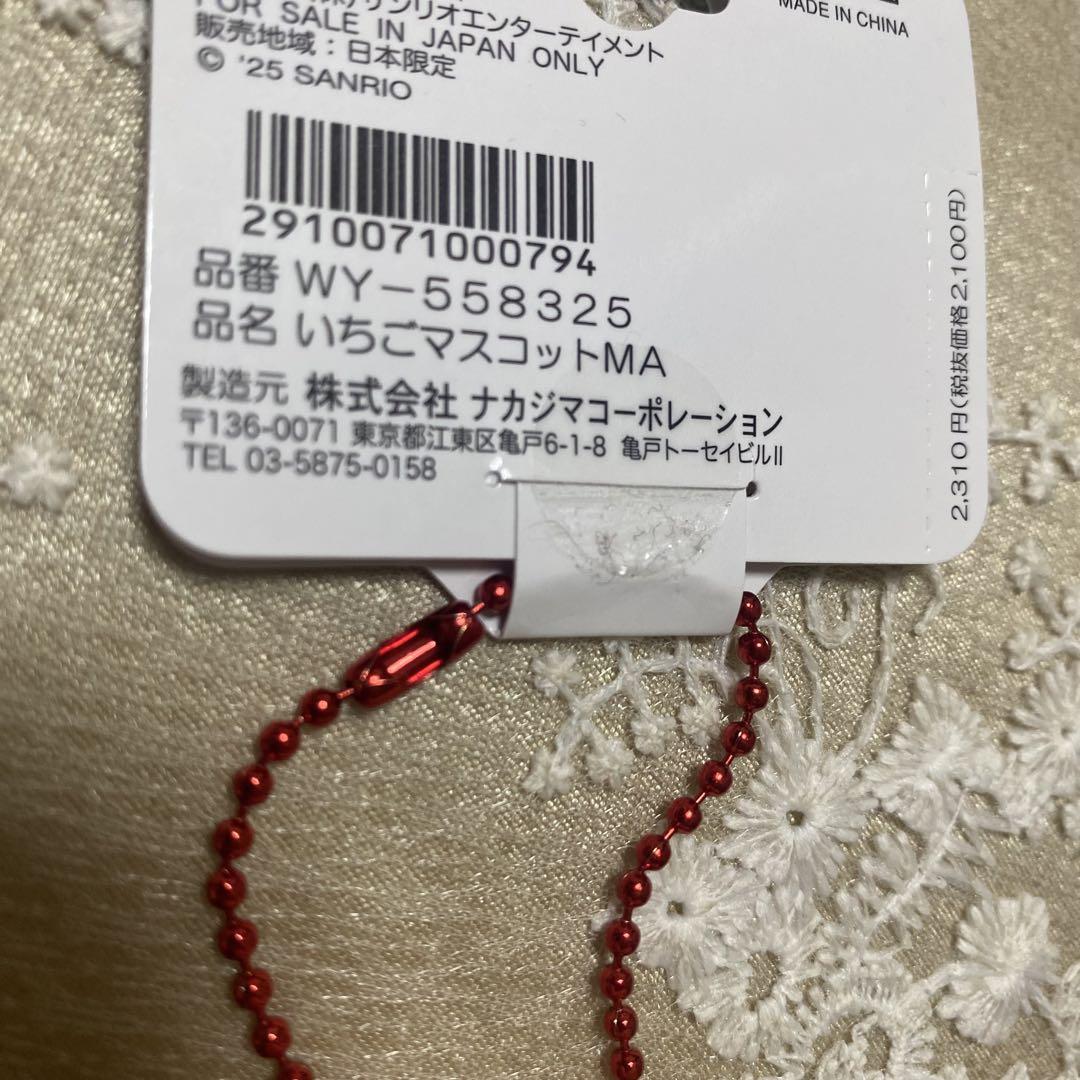 サンリオエンターテイメント
FOR SALE IN JAPAN ONLY
販売地域：日本限定
© '25 SANRIO
MADE IN CHINA
2910071000794
品番 WY-558325
品名 いちごマスコットMA
製造元 株式会社 ナカジマコーポレーション
〒136-0071 東京都江東区亀戸6-1-8 亀戸トーセイビルII
TEL 03-5875-0158
2,310円(税抜価格2,100円)